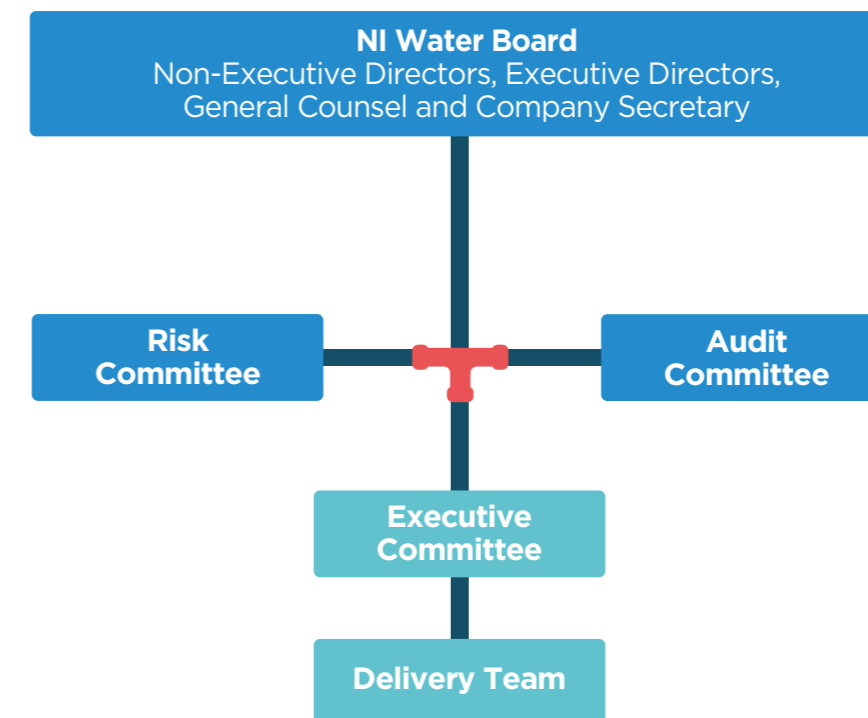 NI Water Board
Non-Executive Directors, Executive Directors,
General Counsel and Company Secretary
Risk
Committee
Audit
Committee
Executive
Committee
Delivery Team